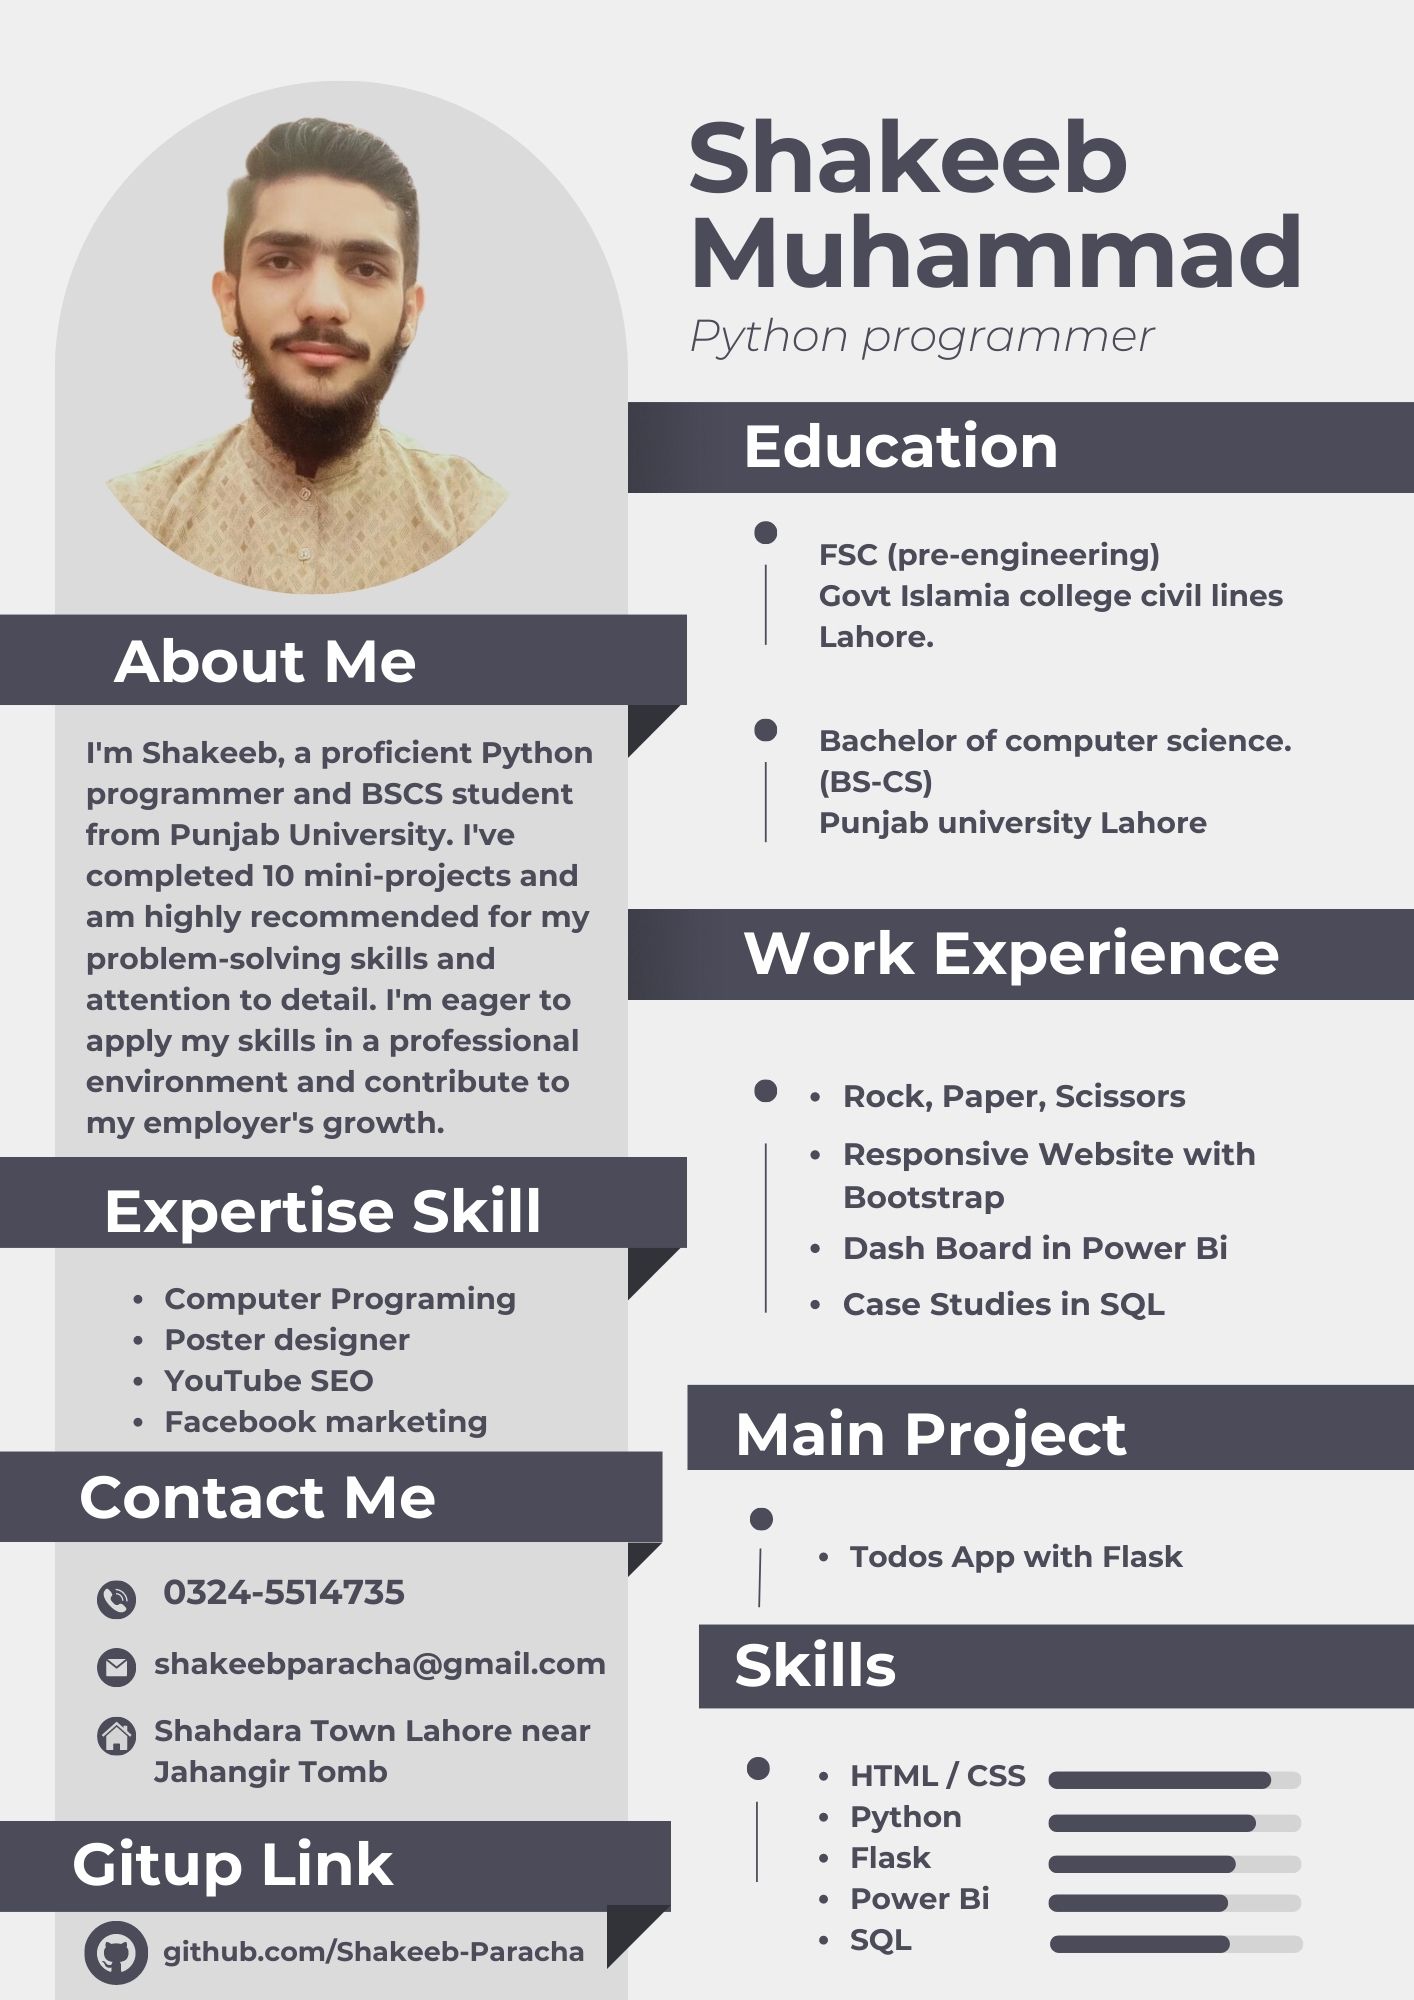 Shakeeb
Muhammad
Python programmer
About Me
I'm Shakeeb, a proficient Python
programmer and BSCS student
from Punjab University. I've
completed 10 mini-projects and
am highly recommended for my
problem-solving skills and
attention to detail. I'm eager to
apply my skills in a professional
environment and contribute to
my employer's growth.
Expertise Skill
• Computer Programing
• Poster designer
• YouTube SEO
• Facebook marketing
Contact Me
0324-5514735
shakeebparacha@gmail.com
Shahdara Town Lahore near
Jahangir Tomb
Gitup Link
github.com/Shakeeb-Paracha
Education
FSC (pre-engineering)
Govt Islamia college civil lines
Lahore.
Bachelor of computer science.
(BS-CS)
Punjab university Lahore
Work Experience
• Rock, Paper, Scissors
• Responsive Website with
Bootstrap
• Dash Board in Power Bi
• Case Studies in SQL
Main Project
• Todos App with Flask
Skills
• HTML / CSS
• Python
• Flask
• Power Bi
• SQL